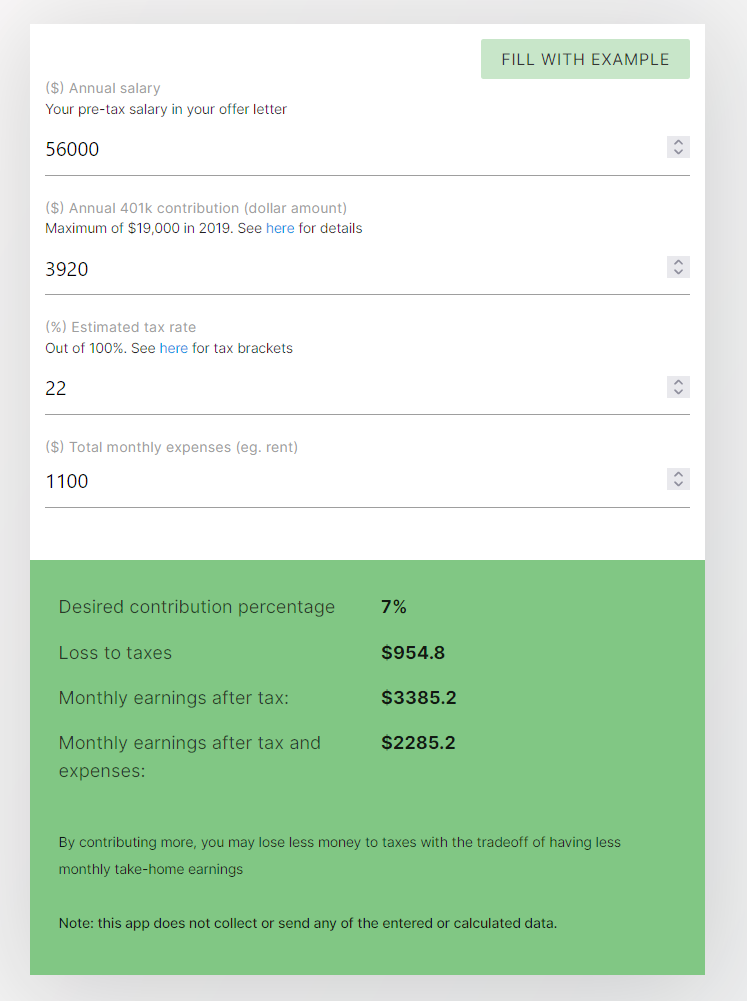 FILL WITH EXAMPLE
($) Annual salary
Your pre-tax salary in your offer letter
56000
($) Annual 401k contribution (dollar amount)
Maximum of $19,000 in 2019. See here for details
3920
(%) Estimated tax rate
Out of 100%. See here for tax brackets
22
($) Total monthly expenses (eg. rent)
1100
Desired contribution percentage 7%
Loss to taxes $954.8
Monthly earnings after tax: $3385.2
Monthly earnings after tax and $2285.2
expenses:
By contributing more, you may lose less money to taxes with the tradeoff of having less
monthly take-home earnings
Note: this app does not collect or send any of the entered or calculated data.